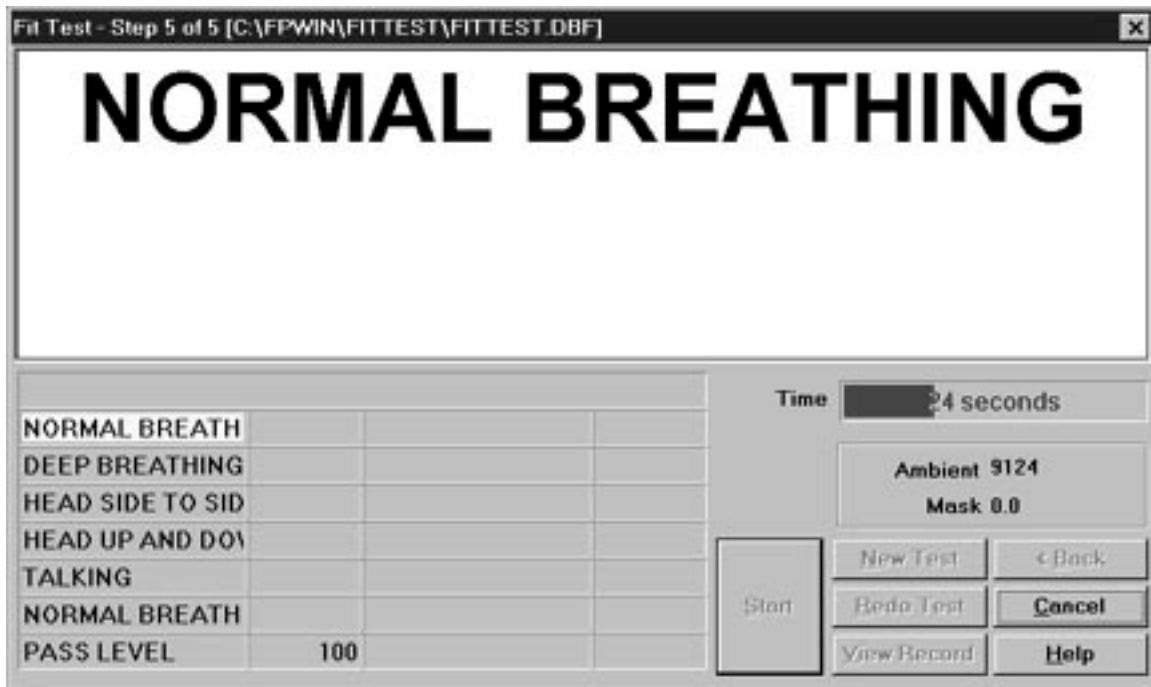 Fit Test - Step 5 of 5 [C:\FPWIN\FITTEST\FITTEST.DBF]
NORMAL BREATHING
NORMAL BREATH
DEEP BREATHING
HEAD SIDE TO SID
HEAD UP AND DOV
TALKING
NORMAL BREATH
PASS LEVEL 100
Time 24 seconds
Ambient 9124
Mask 0.0
Start
New Test < Back
Redo Test Cancel
View Record Help